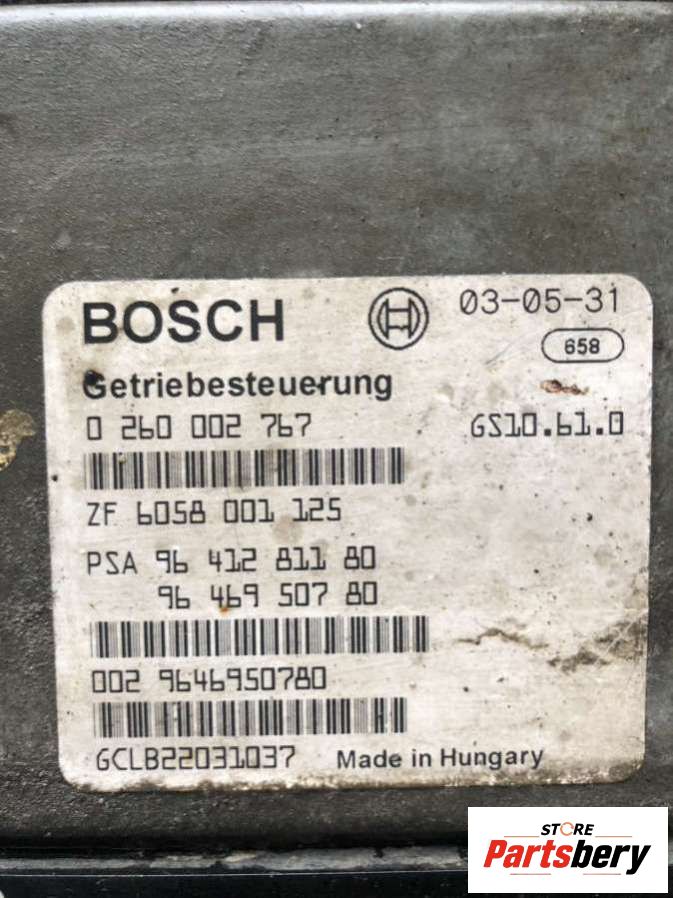 BOSCH
03-05-31
658
Getriebesteuerung
0 260 002 767 GS10.61.0
ZF 6058 001 125
PSA 96 412 811 80
96 469 507 80
002 9646950780
GCLB22031037 Made in Hungary
STORE
Partsbery